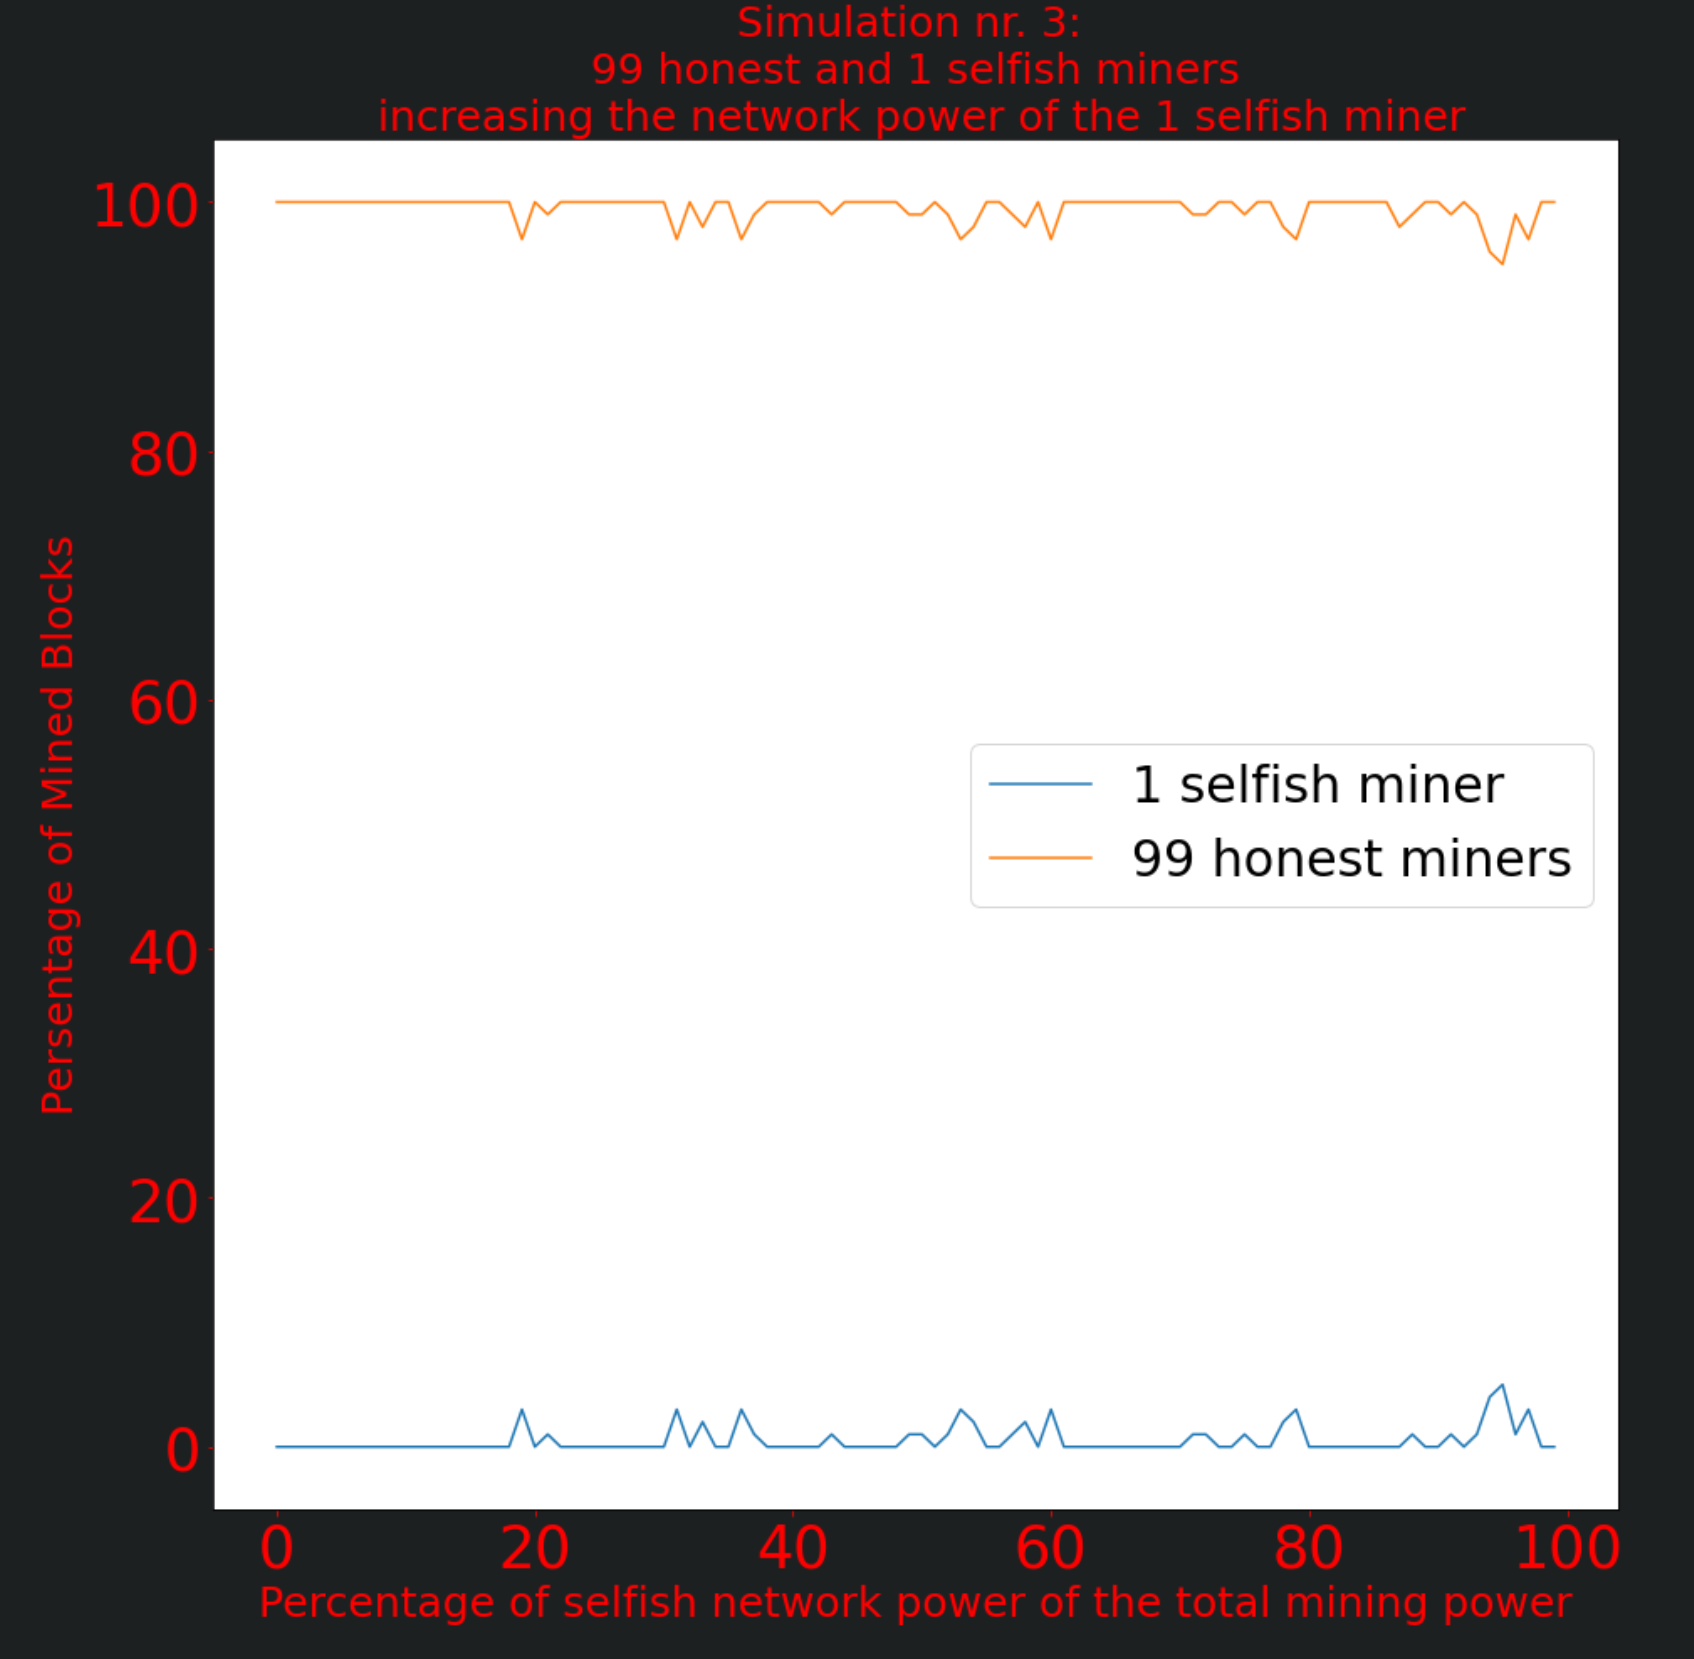 Simulation nr. 3:
99 honest and 1 selfish miners
increasing the network power of the 1 selfish miner
100
80
60
40
20
0
Persentage of Mined Blocks
1 selfish miner
99 honest miners
0 20 40 60 80 100
Percentage of selfish network power of the total mining power